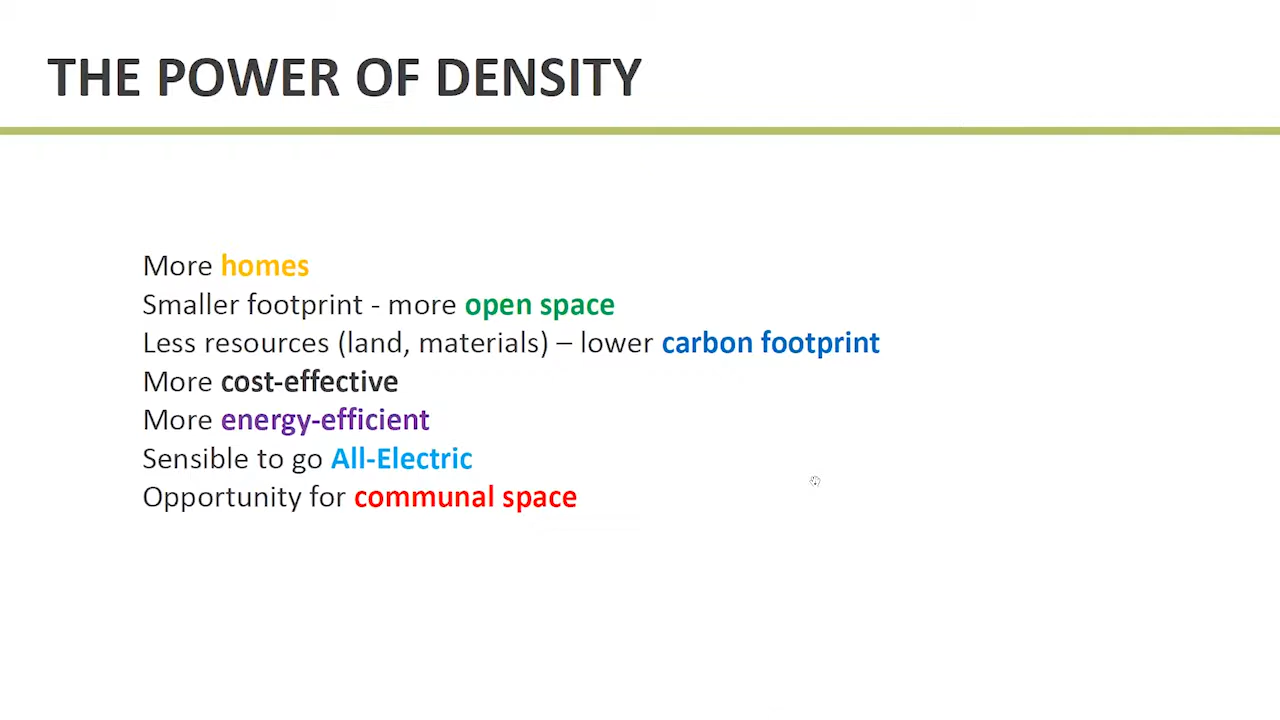 THE POWER OF DENSITY
More homes
Smaller footprint - more open space
Less resources (land, materials) – lower carbon footprint
More cost-effective
More energy-efficient
Sensible to go All-Electric
Opportunity for communal space